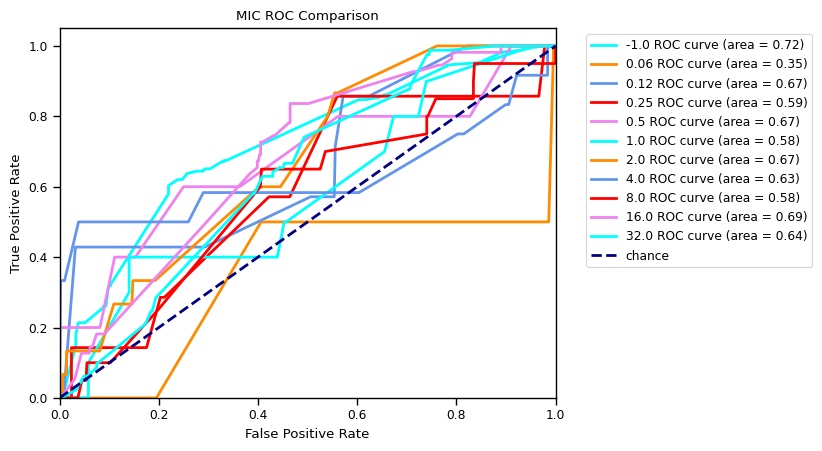 MIC ROC Comparison
True Positive Rate
1.0
0.8
0.6
0.4
0.2
0.0
0.0 0.2 0.4 0.6 0.8 1.0
False Positive Rate
-1.0 ROC curve (area = 0.72)
0.06 ROC curve (area = 0.35)
0.12 ROC curve (area = 0.67)
0.25 ROC curve (area = 0.59)
0.5 ROC curve (area = 0.67)
1.0 ROC curve (area = 0.58)
2.0 ROC curve (area = 0.67)
4.0 ROC curve (area = 0.63)
8.0 ROC curve (area = 0.58)
16.0 ROC curve (area = 0.69)
32.0 ROC curve (area = 0.64)
chance